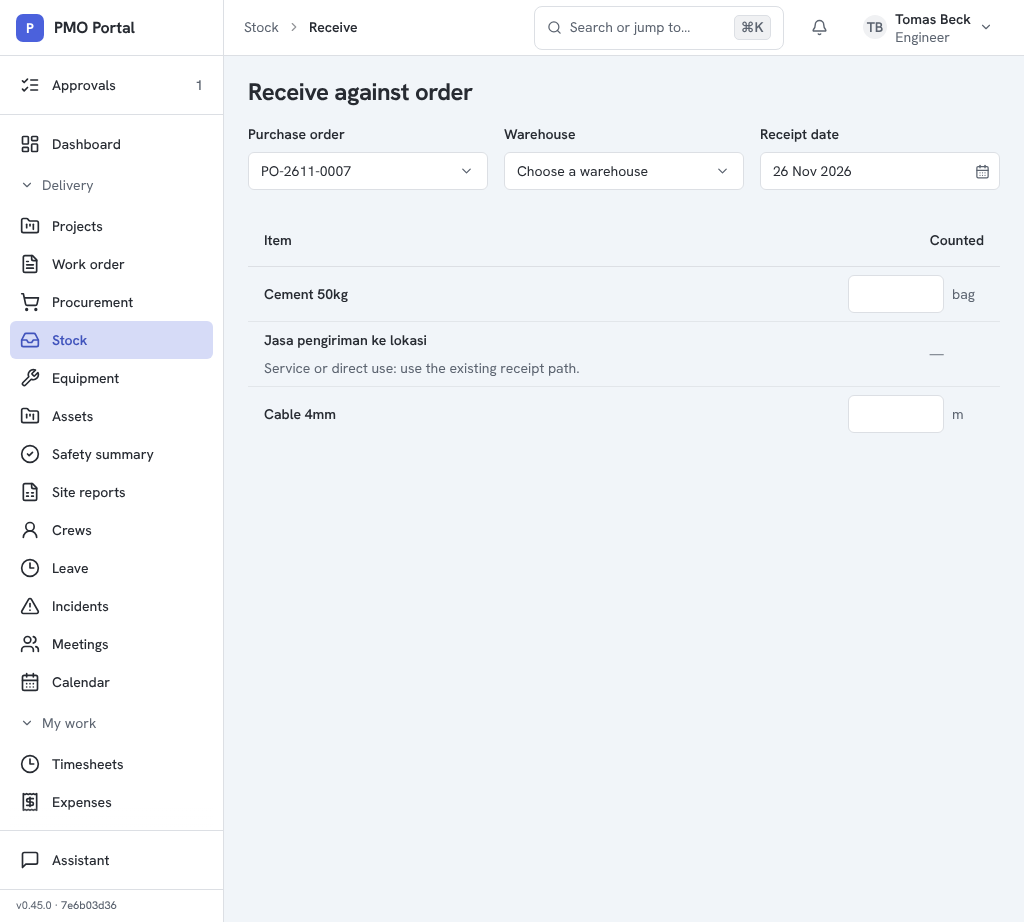 P PMO Portal
Stock > Receive
Search or jump to... ⌘K
TB Tomas Beck
Engineer
Approvals 1
Dashboard
Delivery
Projects
Work order
Procurement
Stock
Equipment
Assets
Safety summary
Site reports
Crews
Leave
Incidents
Meetings
Calendar
My work
Timesheets
Expenses
Assistant
v0.45.0 · 7e6b03d36
Receive against order
Purchase order Warehouse Receipt date
PO-2611-0007 Choose a warehouse 26 Nov 2026
Item Counted
Cement 50kg bag
Jasa pengiriman ke lokasi
Service or direct use: use the existing receipt path. —
Cable 4mm m